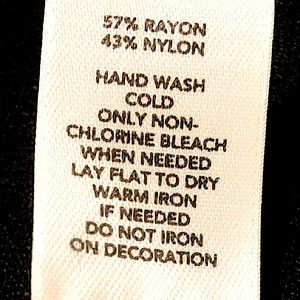 57% RAYON
43% NYLON
HAND WASH
COLD
ONLY NON-
CHLORINE BLEACH
WHEN NEEDED
LAY FLAT TO DRY
WARM IRON
IF NEEDED
DO NOT IRON
ON DECORATION